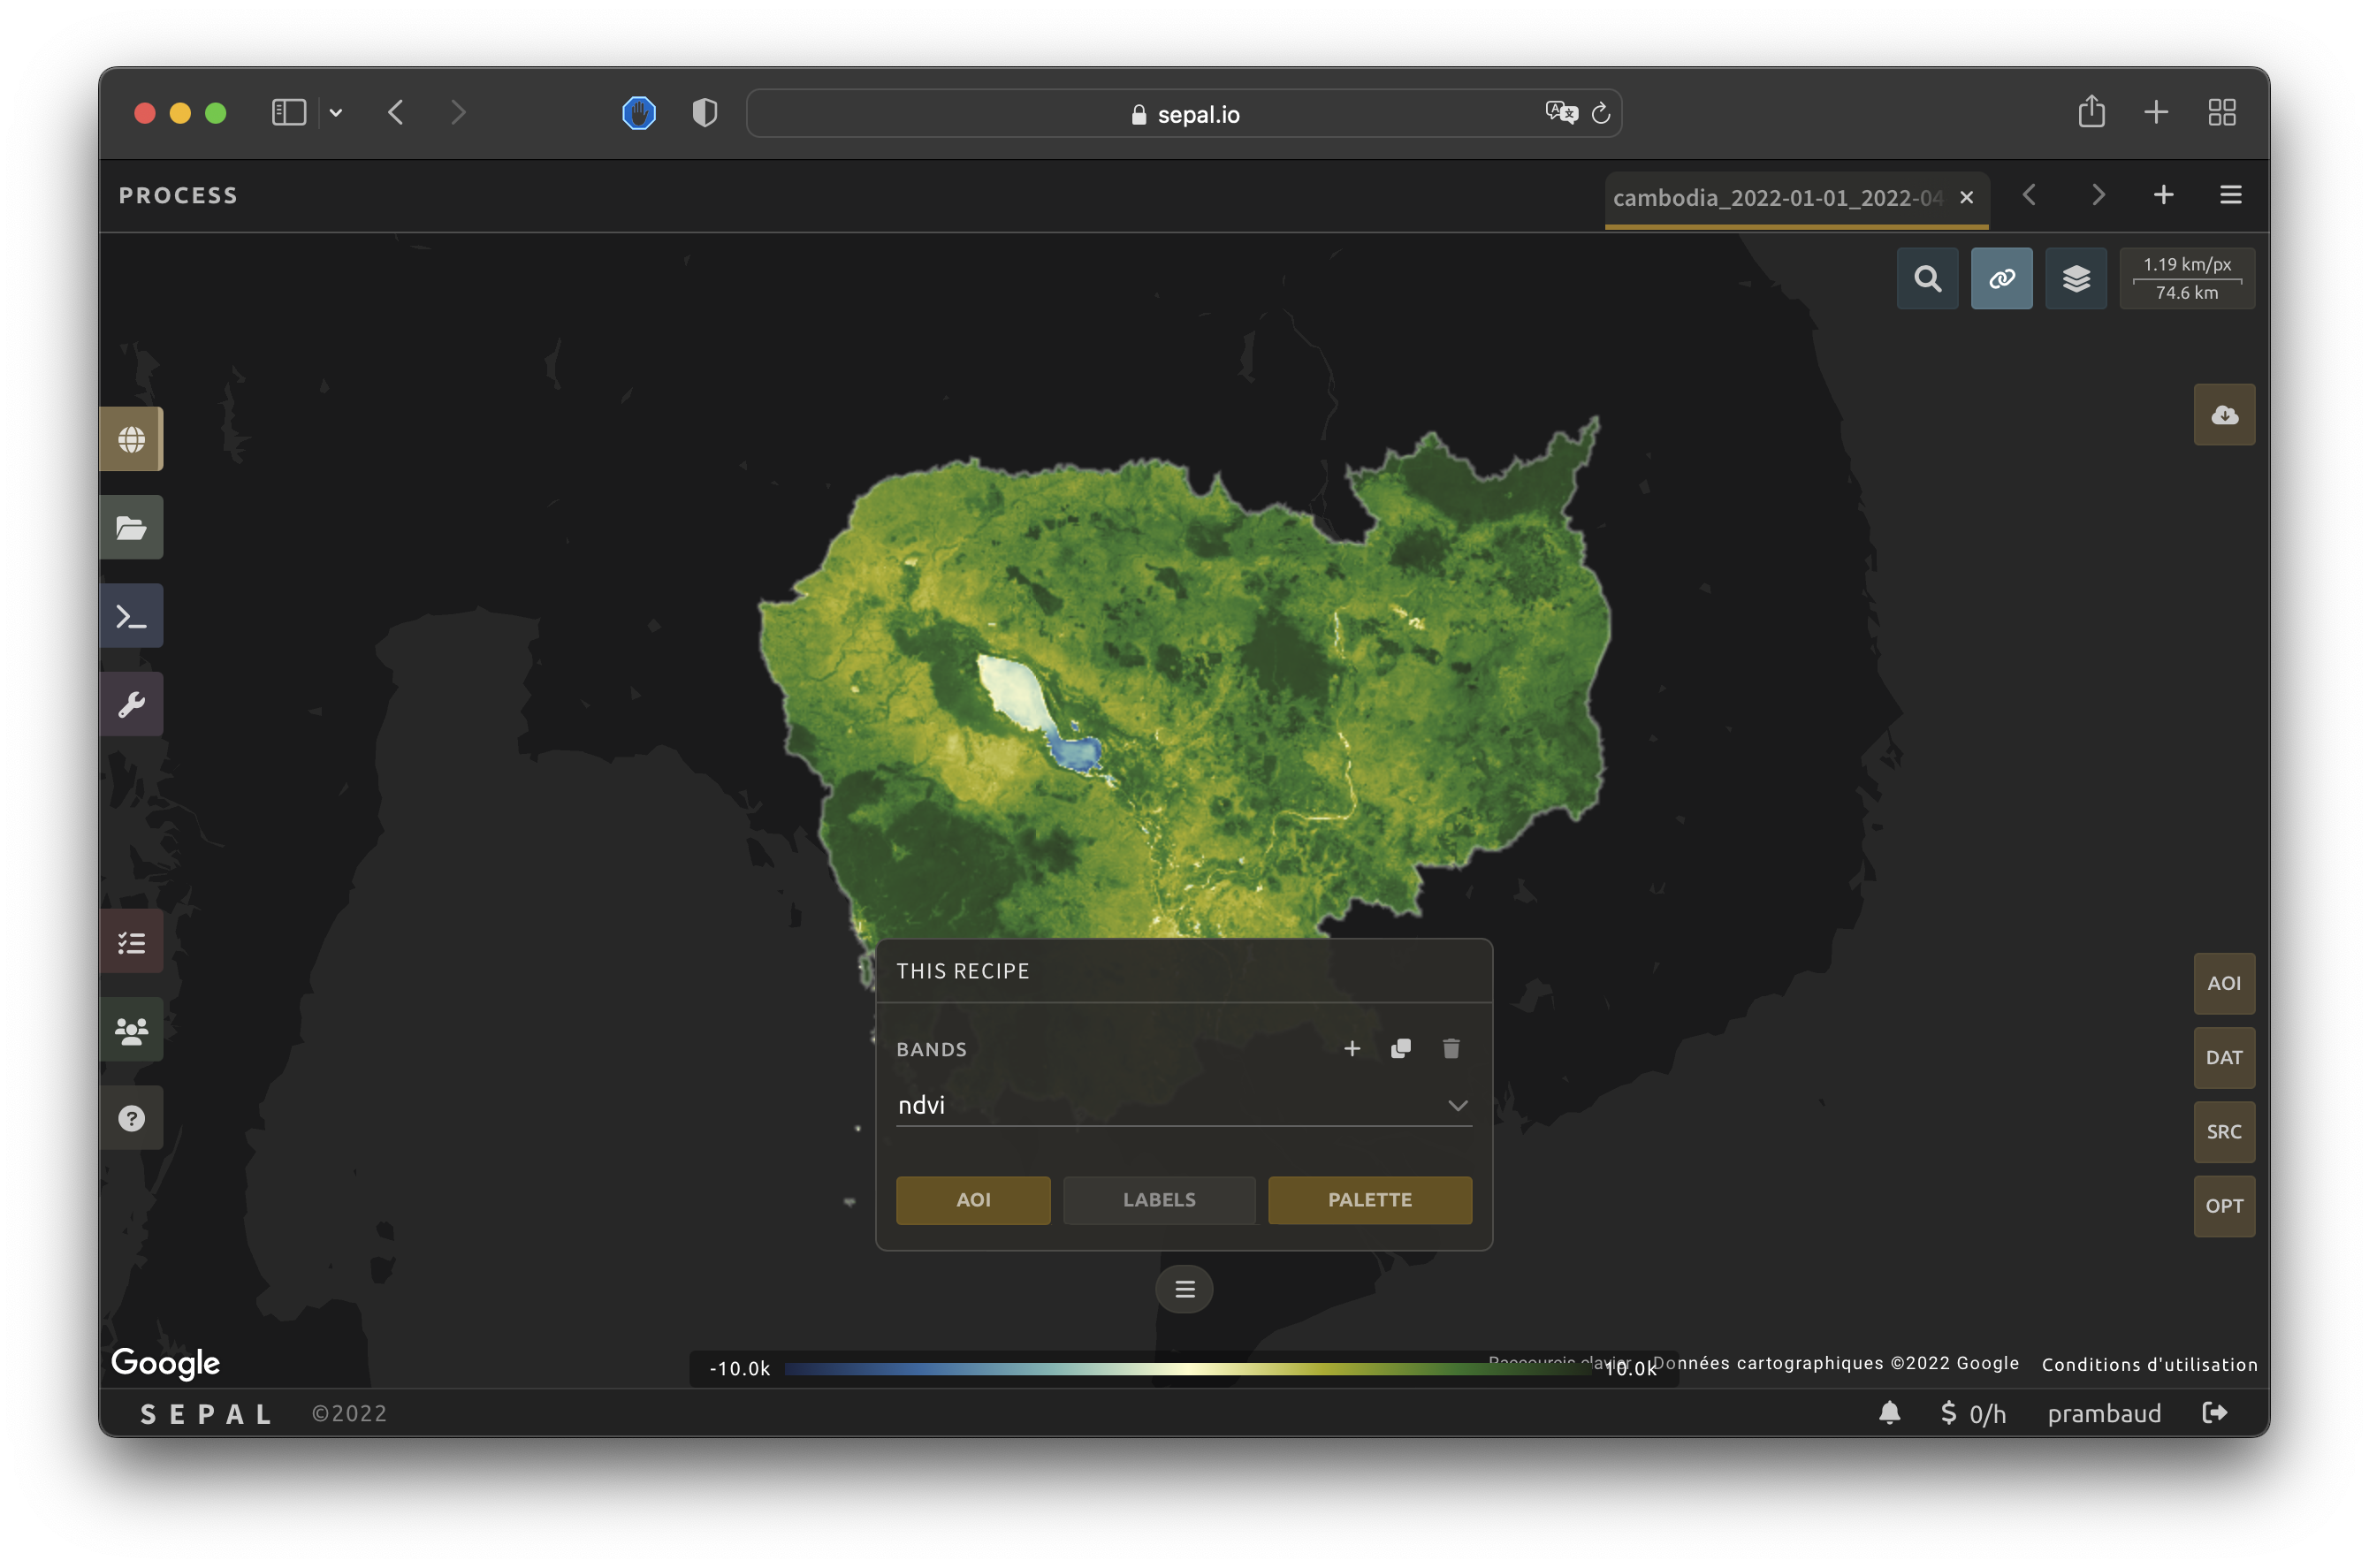 sepal.io
PROCESS
cambodia_2022-01-01_2022-04
1.19 km/px
74.6 km
THIS RECIPE
BANDS
ndvi
AOI LABELS PALETTE
AOI
DAT
SRC
OPT
Google
-10.0k
10.0k
Raccourcis clavier
Données cartographiques ©2022 Google
Conditions d'utilisation
SEPAL ©2022
$ 0/h
prambaud